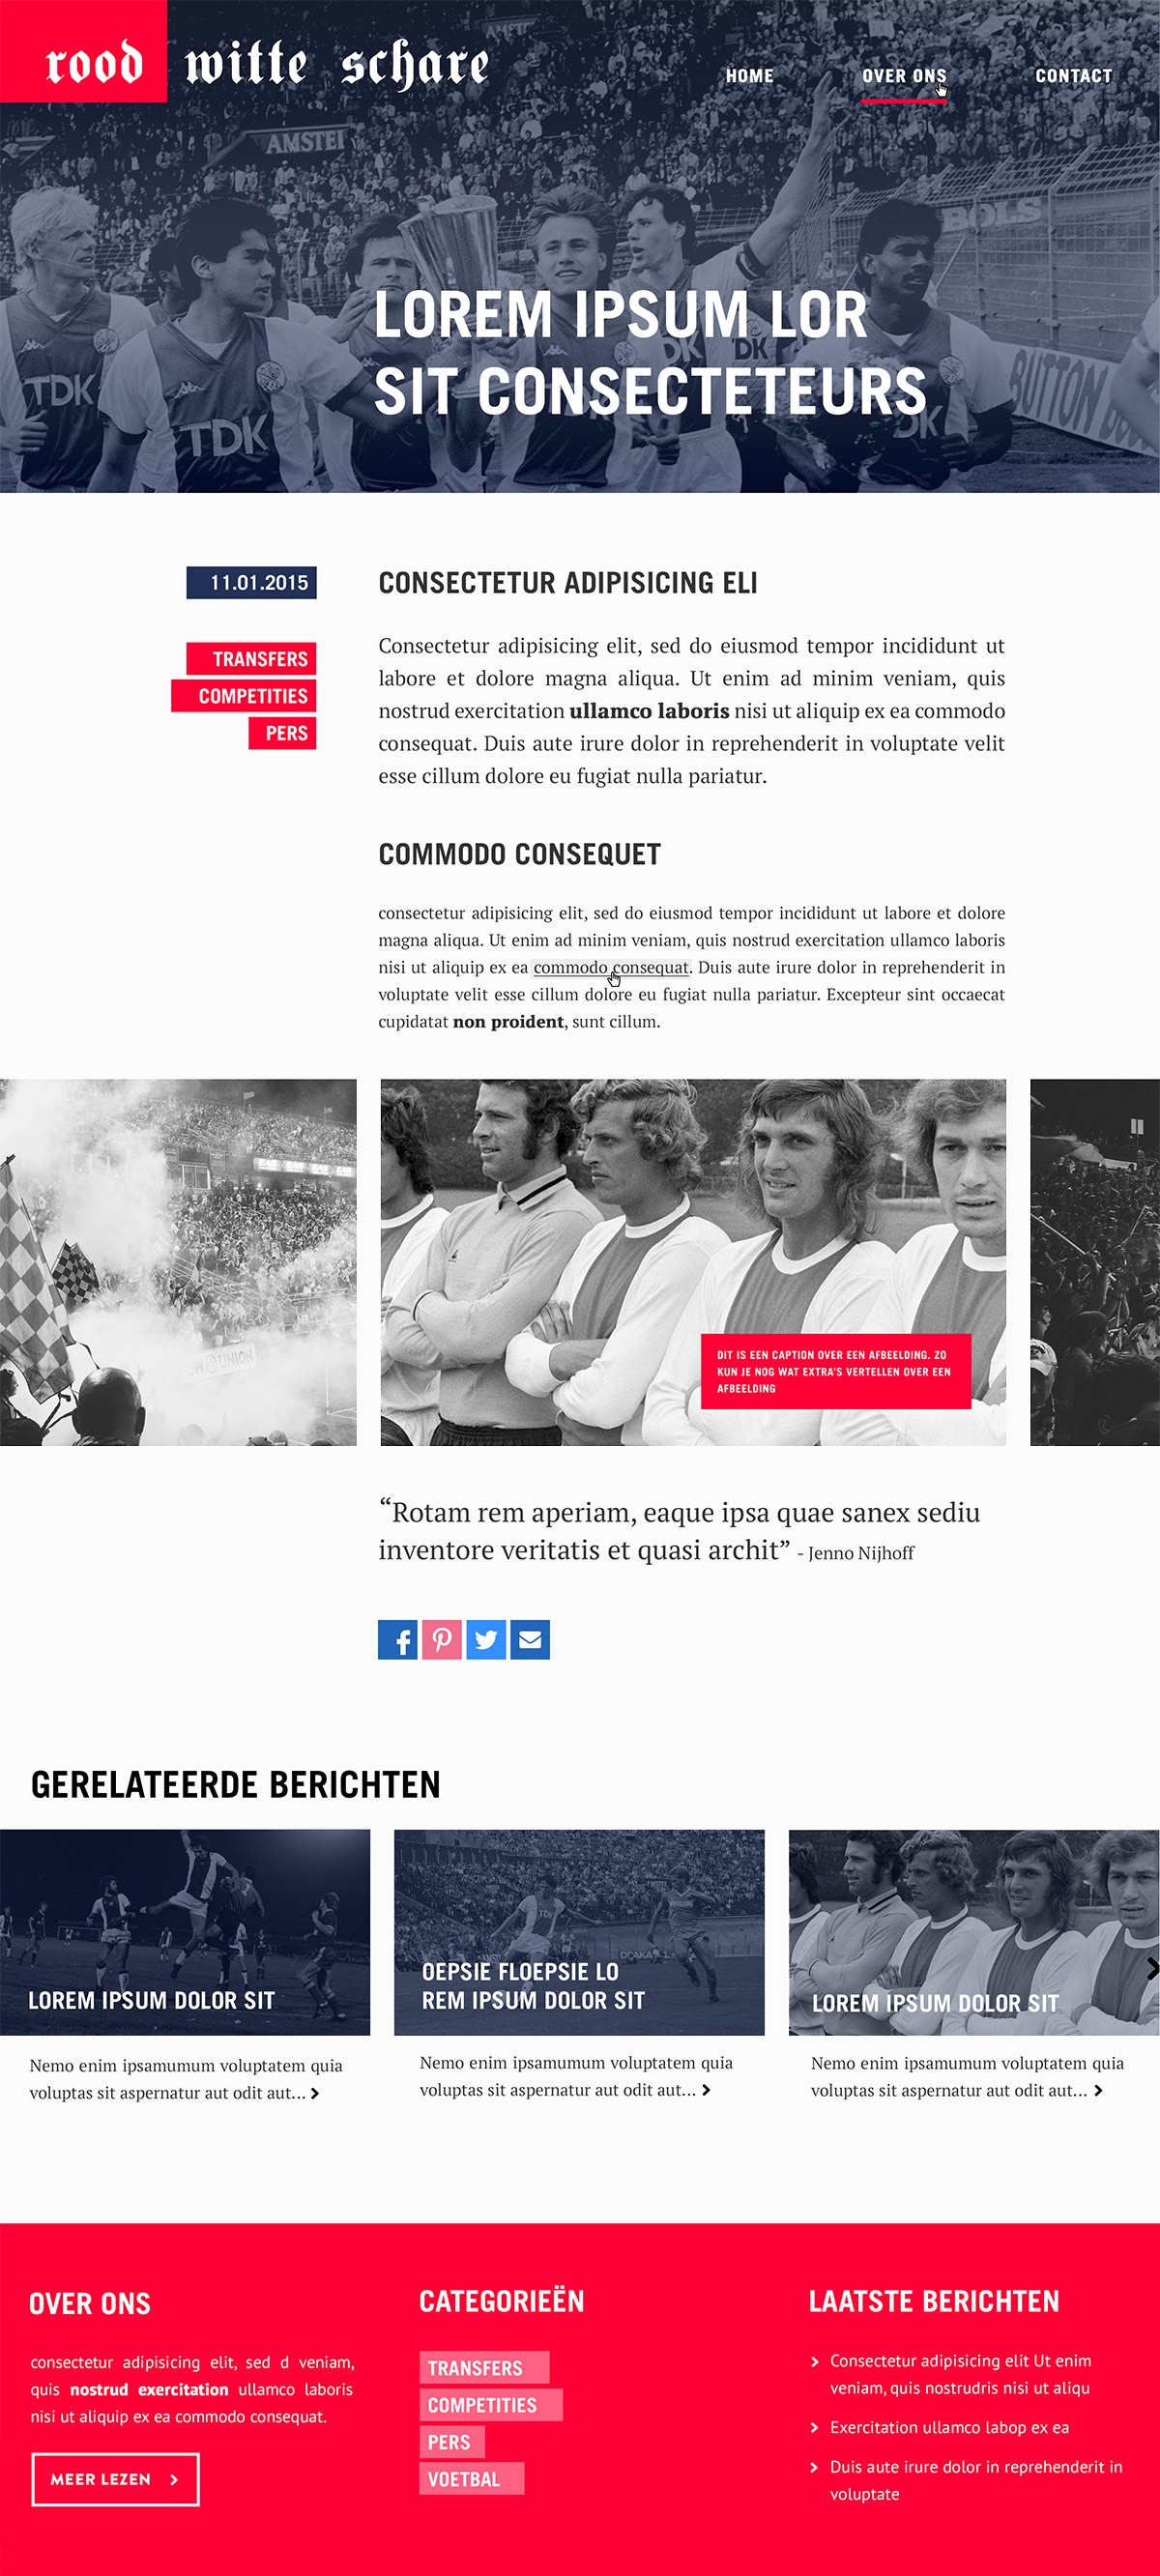 rood witte schare
HOME OVER ONS CONTACT
AMSTEL
BOLS
LOREM IPSUM LOR
SIT CONSECTETEURS
TDK
TDK
DK
DK
DK
BUTTON
11.01.2015
TRANSFERS
COMPETITIES
PERS
CONSECTETUR ADIPISICING ELI
Consectetur adipisicing elit, sed do eiusmod tempor incididunt ut
labore et dolore magna aliqua. Ut enim ad minim veniam, quis
nostrud exercitation ullamco laboris nisi ut aliquip ex ea commodo
consequat. Duis aute irure dolor in reprehenderit in voluptate velit
esse cillum dolore eu fugiat nulla pariatur.
COMMODO CONSEQUET
consectetur adipisicing elit, sed do eiusmod tempor incididunt ut labore et dolore
magna aliqua. Ut enim ad minim veniam, quis nostrud exercitation ullamco laboris
nisi ut aliquip ex ea commodo consequat. Duis aute irure dolor in reprehenderit in
voluptate velit esse cillum dolore eu fugiat nulla pariatur. Excepteur sint occaecat
cupidatat non proident, sunt cillum.
UNION
DIT IS EEN CAPTION OVER EEN AFBEELDING. ZO
KUN JE NOG WAT EXTRA'S VERTELLEN OVER EEN
AFBEELDING
“Rotam rem aperiam, eaque ipsa quae sanex sediu
inventore veritatis et quasi archit” - Jenno Nijhoff
GERELATEERDE BERICHTEN
LOREM IPSUM DOLOR SIT
Nemo enim ipsamumum voluptatem quia
voluptas sit aspernatur aut odit aut...
TDK
PHILIPS
OEPSIE FLOEPSIE LO
REM IPSUM DOLOR SIT
Nemo enim ipsamumum voluptatem quia
voluptas sit aspernatur aut odit aut...
LOREM IPSUM DOLOR SIT
Nemo enim ipsamumum voluptatem quia
voluptas sit aspernatur aut odit aut...
OVER ONS
consectetur adipisicing elit, sed d veniam,
quis nostrud exercitation ullamco laboris
nisi ut aliquip ex ea commodo consequat.
MEER LEZEN
CATEGORIEËN
TRANSFERS
COMPETITIES
PERS
VOETBAL
LAATSTE BERICHTEN
Consectetur adipisicing elit Ut enim
veniam, quis nostrudris nisi ut aliqu
Exercitation ullamco labop ex ea
Duis aute irure dolor in reprehenderit in
voluptate